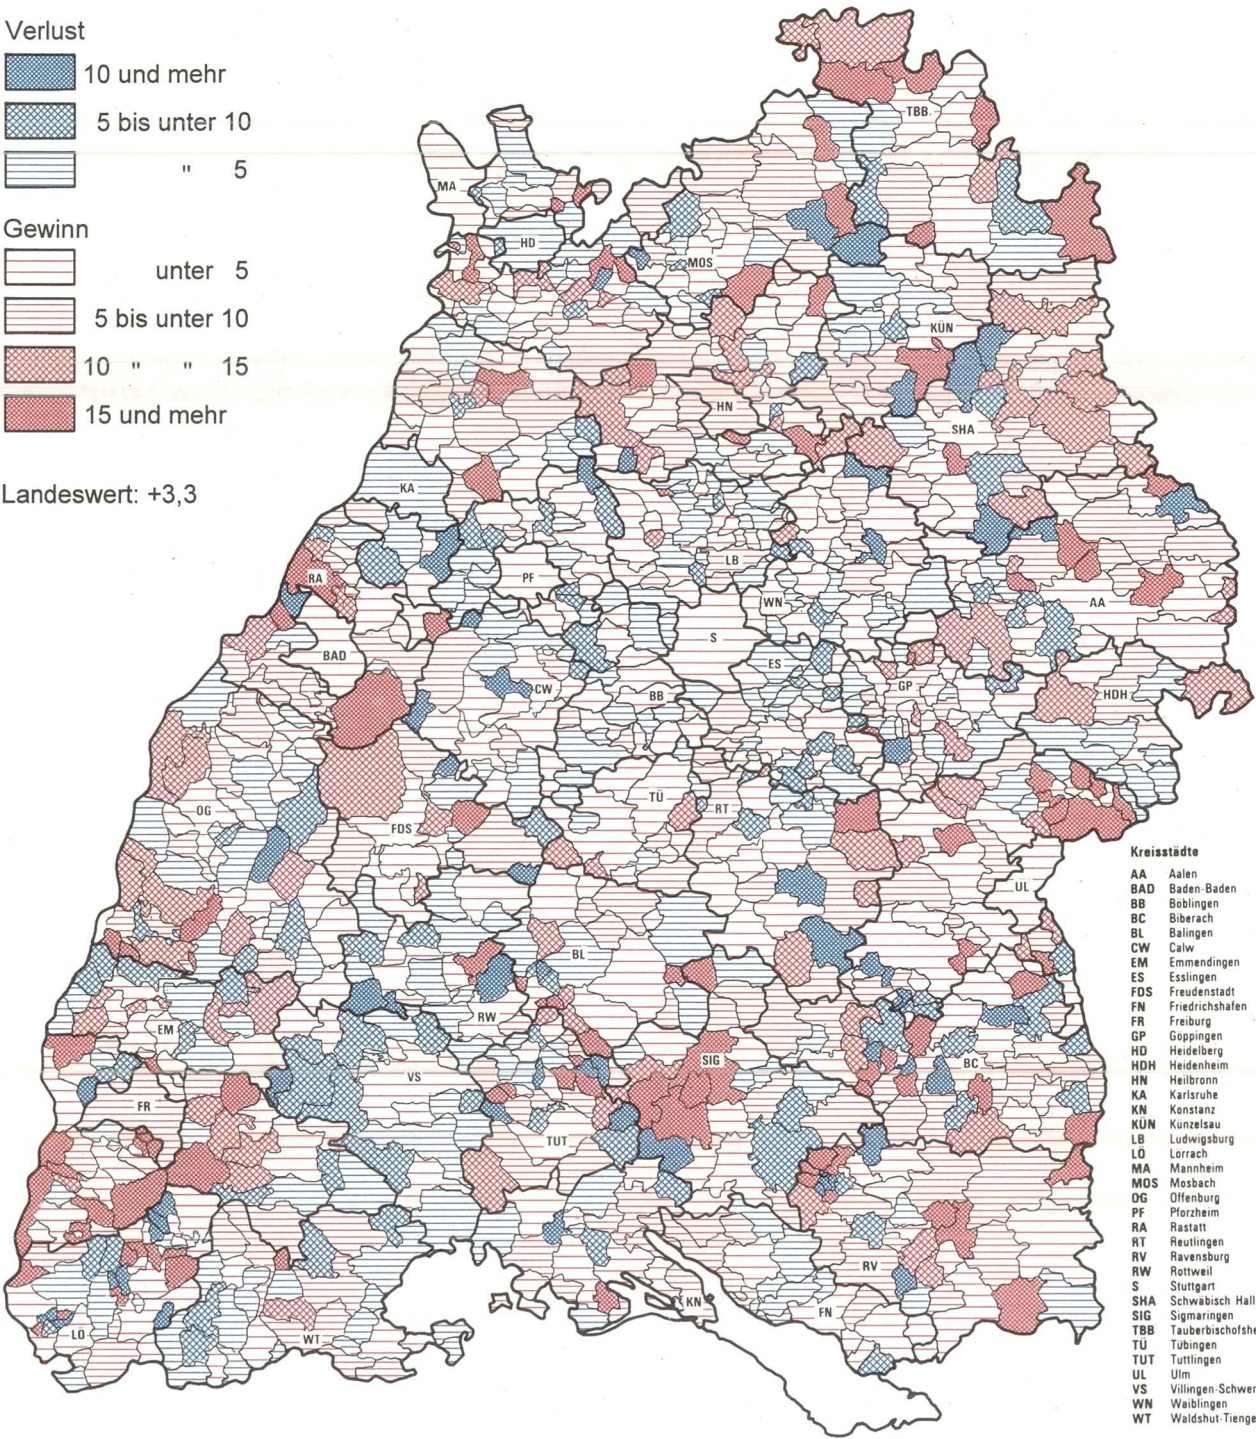 Verlust
10 und mehr
5 bis unter 10
" 5
Gewinn
unter 5
5 bis unter 10
10 " " 15
15 und mehr
Landeswert: +3,3
TBB
MA
HD
MOS
KÜN
HN
SHA
KA
LB
RA
PF
WN
AA
S
BAD
ES
CW
BB
GP
HDH
OG
TÜ
RT
FDS
UL
BL
EM
RW
SIG
BC
VS
FR
TUT
RV
KN
FN
LÖ
WT
Kreisstädte
AA Aalen
BAD Baden-Baden
BB Böblingen
BC Biberach
BL Balingen
CW Calw
EM Emmendingen
ES Esslingen
FDS Freudenstadt
FN Friedrichshafen
FR Freiburg
GP Göppingen
HD Heidelberg
HDH Heidenheim
HN Heilbronn
KA Karlsruhe
KN Konstanz
KÜN Künzelsau
LB Ludwigsburg
LÖ Lörrach
MA Mannheim
MOS Mosbach
OG Offenburg
PF Pforzheim
RA Rastatt
RT Reutlingen
RV Ravensburg
RW Rottweil
S Stuttgart
SHA Schwäbisch Hall
SIG Sigmaringen
TBB Tauberbischofshe
TÜ Tübingen
TUT Tuttlingen
UL Ulm
VS Villingen-Schwer
WN Waiblingen
WT Waldshut-Tienge